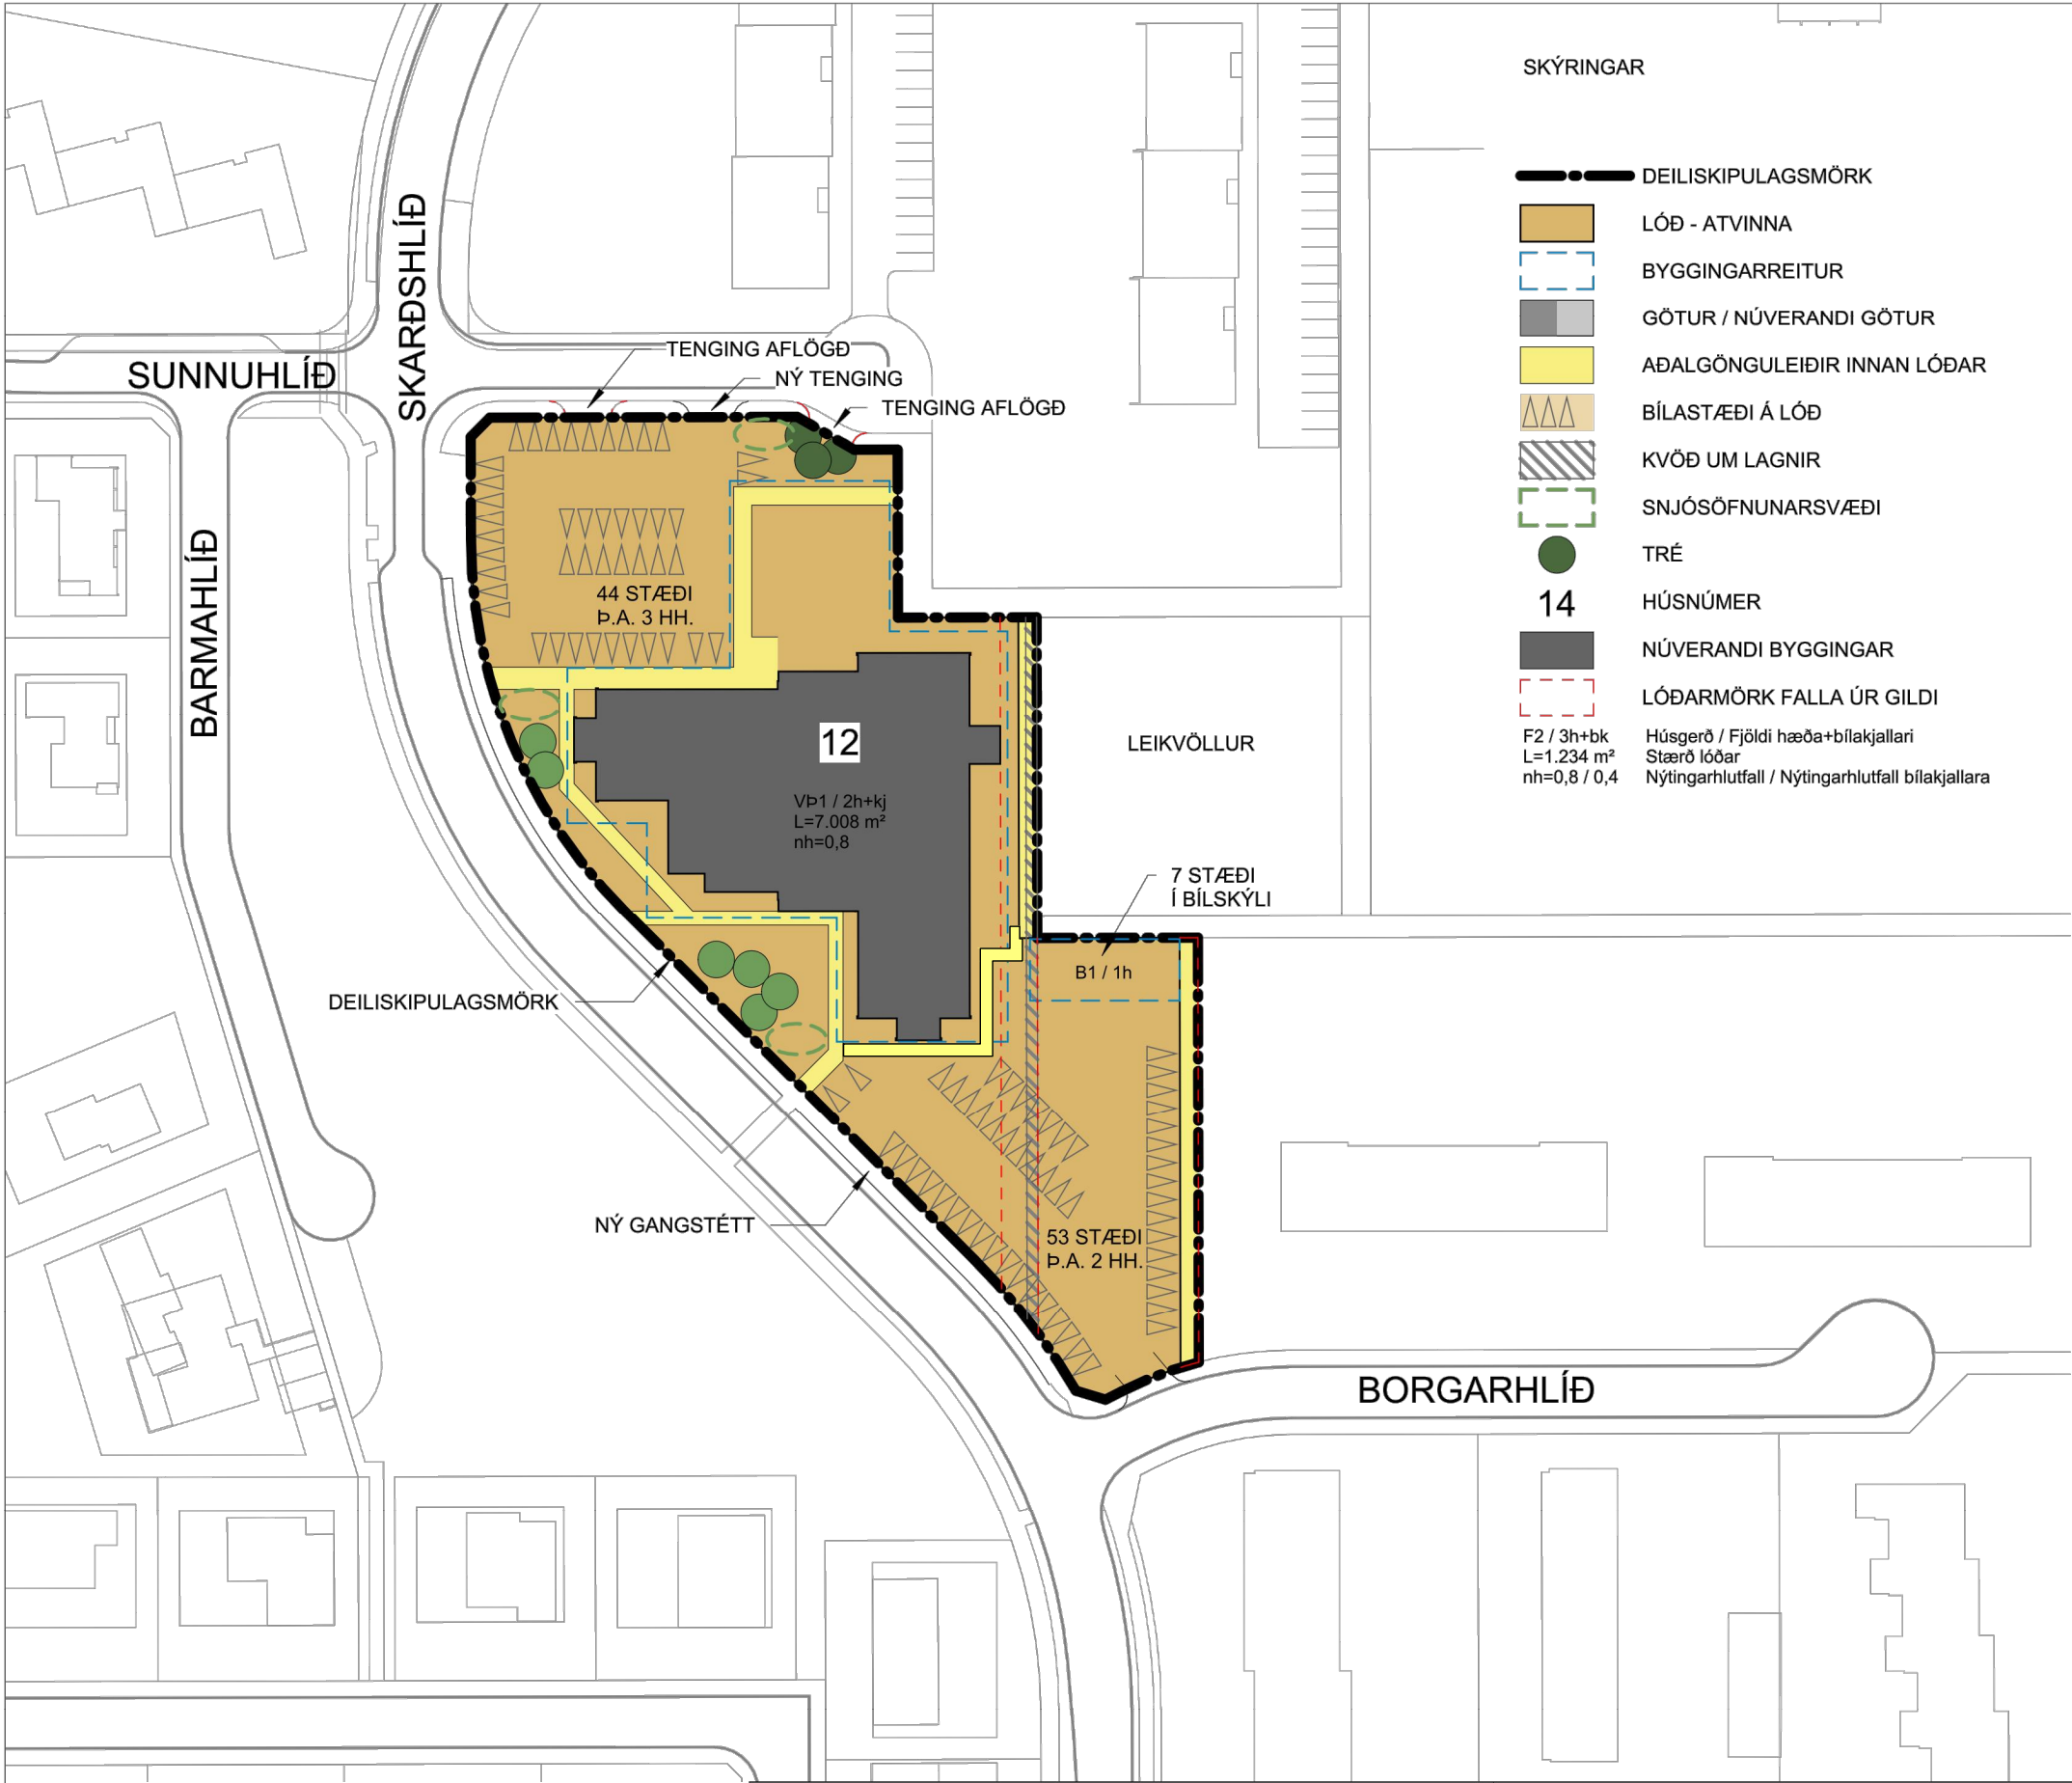 SKÝRINGAR
DEILISKIPULAGSMÖRK
LÓÐ - ATVINNA
BYGGINGARREITUR
GÖTUR / NÚVERANDI GÖTUR
AÐALGÖNGULEIÐIR INNAN LÓÐAR
BÍLASTÆÐI Á LÓÐ
KVÖÐ UM LAGNIR
SNJÓSÖFNUNARSVÆÐI
TRÉ
14 HÚSNÚMER
NÚVERANDI BYGGINGAR
LÓÐARMÖRK FALLA ÚR GILDI
F2 / 3h+bk Húsgerð / Fjöldi hæða+bílakjallari
L=1.234 m² Stærð lóðar
nh=0,8 / 0,4 Nýtingarhlutfall / Nýtingarhlutfall bílakjallara
SKARÐSHLÍÐ
SUNNUHLÍÐ
BARMAHLÍÐ
TENGING AFLÖGÐ
NÝ TENGING
TENGING AFLÖGÐ
44 STÆÐI
Þ.A. 3 HH.
12
VÞ1 / 2h+kj
L=7.008 m²
nh=0,8
LEIKVÖLLUR
7 STÆÐI
Í BÍLSKÝLI
B1 / 1h
DEILISKIPULAGSMÖRK
NÝ GANGSTÉTT
53 STÆÐI
Þ.A. 2 HH.
BORGARHLÍÐ